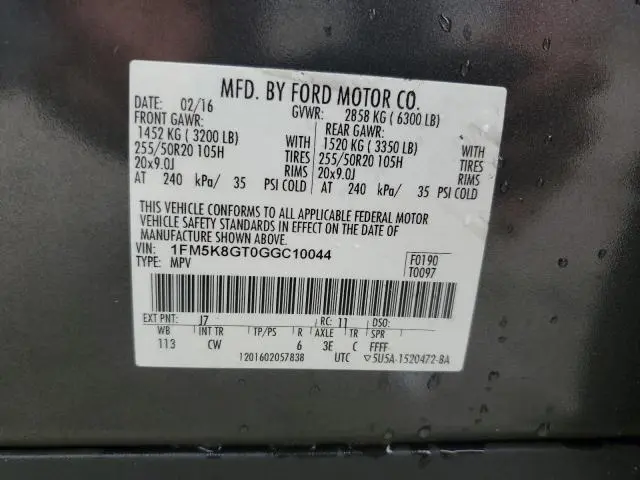 MFD. BY FORD MOTOR CO.
DATE: 02/16 GVWR: 2858 KG ( 6300 LB)
FRONT GAWR: REAR GAWR:
1452 KG ( 3200 LB) WITH 1520 KG ( 3350 LB) WITH
255/50R20 105H TIRES 255/50R20 105H TIRES
20x9.0J RIMS 20x9.0J RIMS
AT 240 kPa/ 35 PSI COLD AT 240 kPa/ 35 PSI COLD
THIS VEHICLE CONFORMS TO ALL APPLICABLE FEDERAL MOTOR
VEHICLE SAFETY STANDARDS IN EFFECT ON THE DATE OF
MANUFACTURE SHOWN ABOVE.
VIN: 1FM5K8GT0GGC10044 F0190
TYPE: MPV T0097
EXT PNT: J7 RC: 11 DSO:
WB INT TR TP/PS R AXLE TR SPR
113 CW 6 3E C FFFF
1201602057838 UTC ▽5U5A-1520472-BA